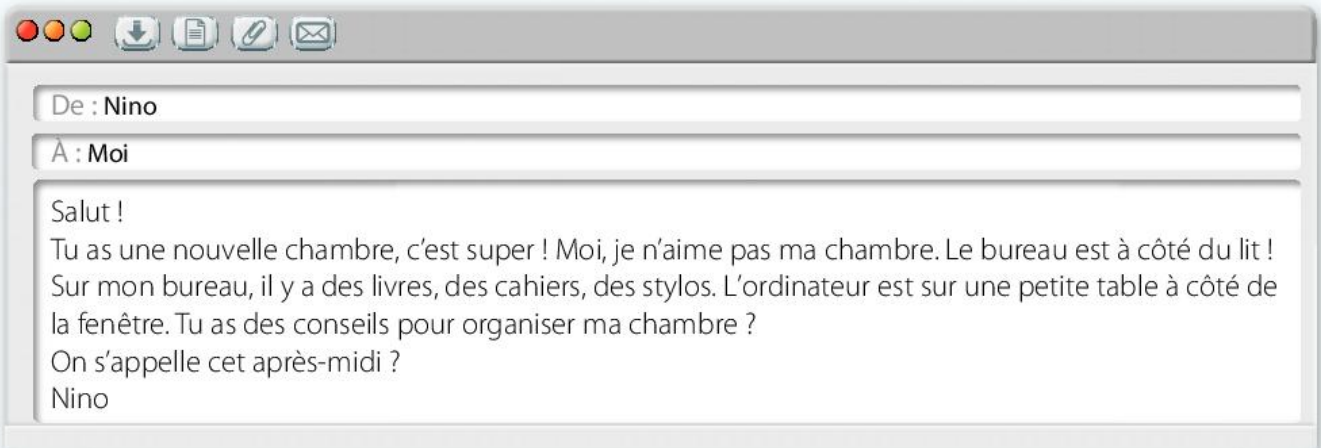 De : Nino
À : Moi
Salut !
Tu as une nouvelle chambre, c'est super ! Moi, je n'aime pas ma chambre. Le bureau est à côté du lit !
Sur mon bureau, il y a des livres, des cahiers, des stylos. L'ordinateur est sur une petite table à côté de
la fenêtre. Tu as des conseils pour organiser ma chambre ?
On s'appelle cet après-midi ?
Nino